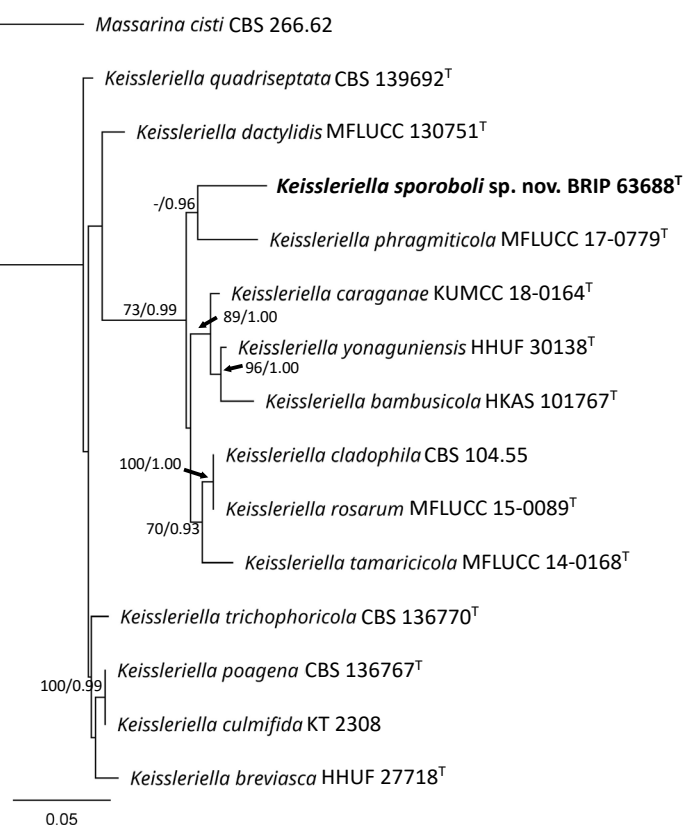 Massarina cisti CBS 266.62
Keissleriella quadriseptata CBS 139692ᵀ
Keissleriella dactylidis MFLUCC 130751ᵀ
Keissleriella sporoboli sp. nov. BRIP 63688ᵀ
-/0.96
Keissleriella phragmiticola MFLUCC 17-0779ᵀ
Keissleriella caraganae KUMCC 18-0164ᵀ
73/0.99
89/1.00
Keissleriella yonaguniensis HHUF 30138ᵀ
96/1.00
Keissleriella bambusicola HKAS 101767ᵀ
Keissleriella cladophila CBS 104.55
100/1.00
Keissleriella rosarum MFLUCC 15-0089ᵀ
70/0.93
Keissleriella tamaricicola MFLUCC 14-0168ᵀ
Keissleriella trichophoricola CBS 136770ᵀ
Keissleriella poagena CBS 136767ᵀ
100/0.99
Keissleriella culmifida KT 2308
Keissleriella breviasca HHUF 27718ᵀ
0.05